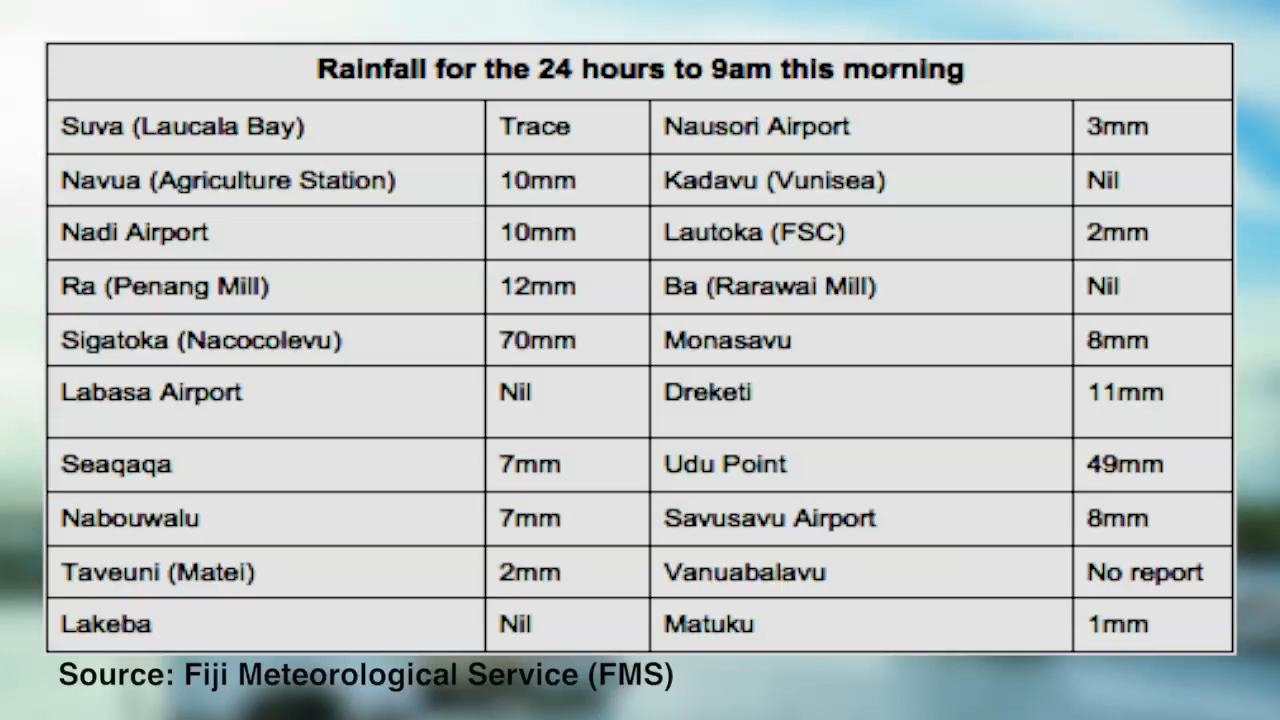 Rainfall for the 24 hours to 9am this morning
Suva (Laucala Bay) Trace Nausori Airport 3mm
Navua (Agriculture Station) 10mm Kadavu (Vunisea) Nil
Nadi Airport 10mm Lautoka (FSC) 2mm
Ra (Penang Mill) 12mm Ba (Rarawai Mill) Nil
Sigatoka (Nacocolevu) 70mm Monasavu 8mm
Labasa Airport Nil Dreketi 11mm
Seaqaqa 7mm Udu Point 49mm
Nabouwalu 7mm Savusavu Airport 8mm
Taveuni (Matei) 2mm Vanuabalavu No report
Lakeba Nil Matuku 1mm
Source: Fiji Meteorological Service (FMS)